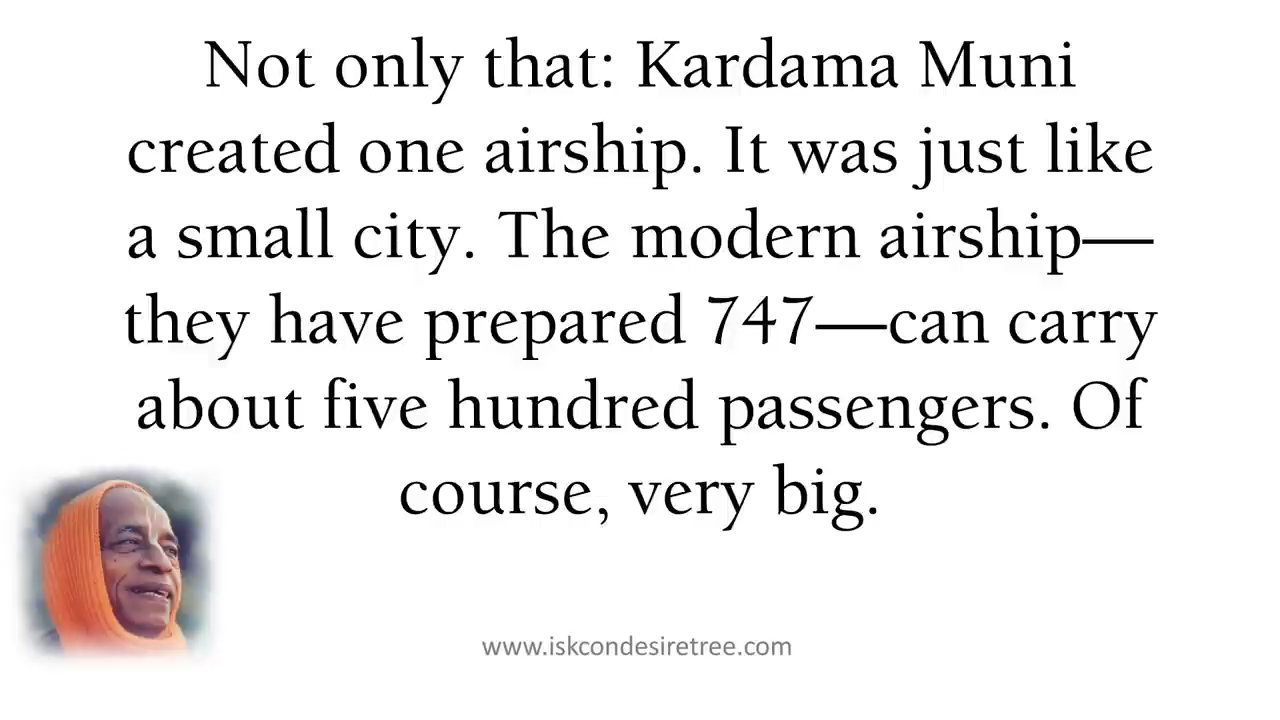 Not only that: Kardama Muni
created one airship. It was just like
a small city. The modern airship—
they have prepared 747—can carry
about five hundred passengers. Of
course, very big.
www.iskcondesiretree.com